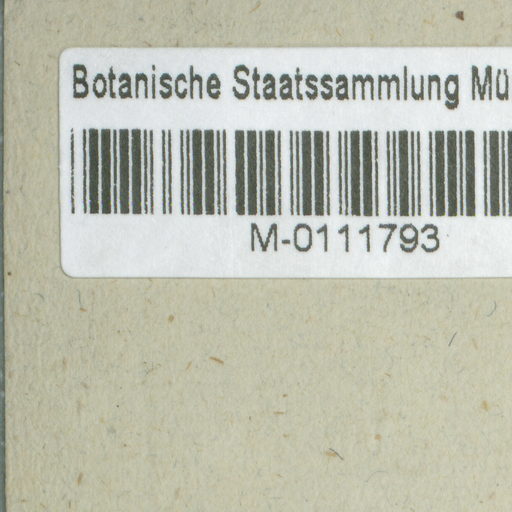 Botanische Staatssammlung Mü
M-0111793